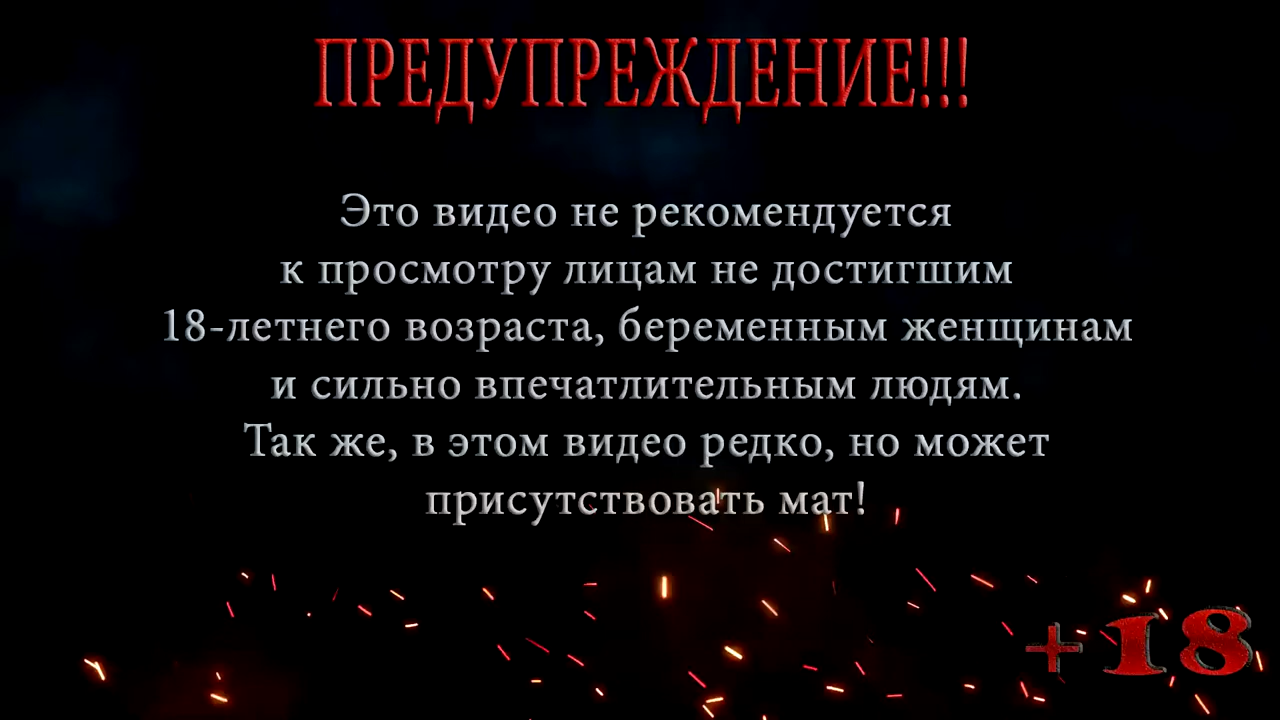 ПРЕДУПРЕЖДЕНИЕ!!!
Это видео не рекомендуется
к просмотру лицам не достигшим
18-летнего возраста, беременным женщинам
и сильно впечатлительным людям.
Так же, в этом видео редко, но может
присутствовать мат!
+18